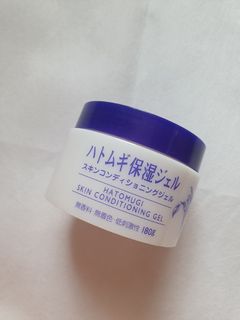 ハトムギ保湿ジェル
スキンコンディショニングジェル
HATOMUGI
SKIN CONDITIONING GEL
無香料・無着色・低刺激性 180g